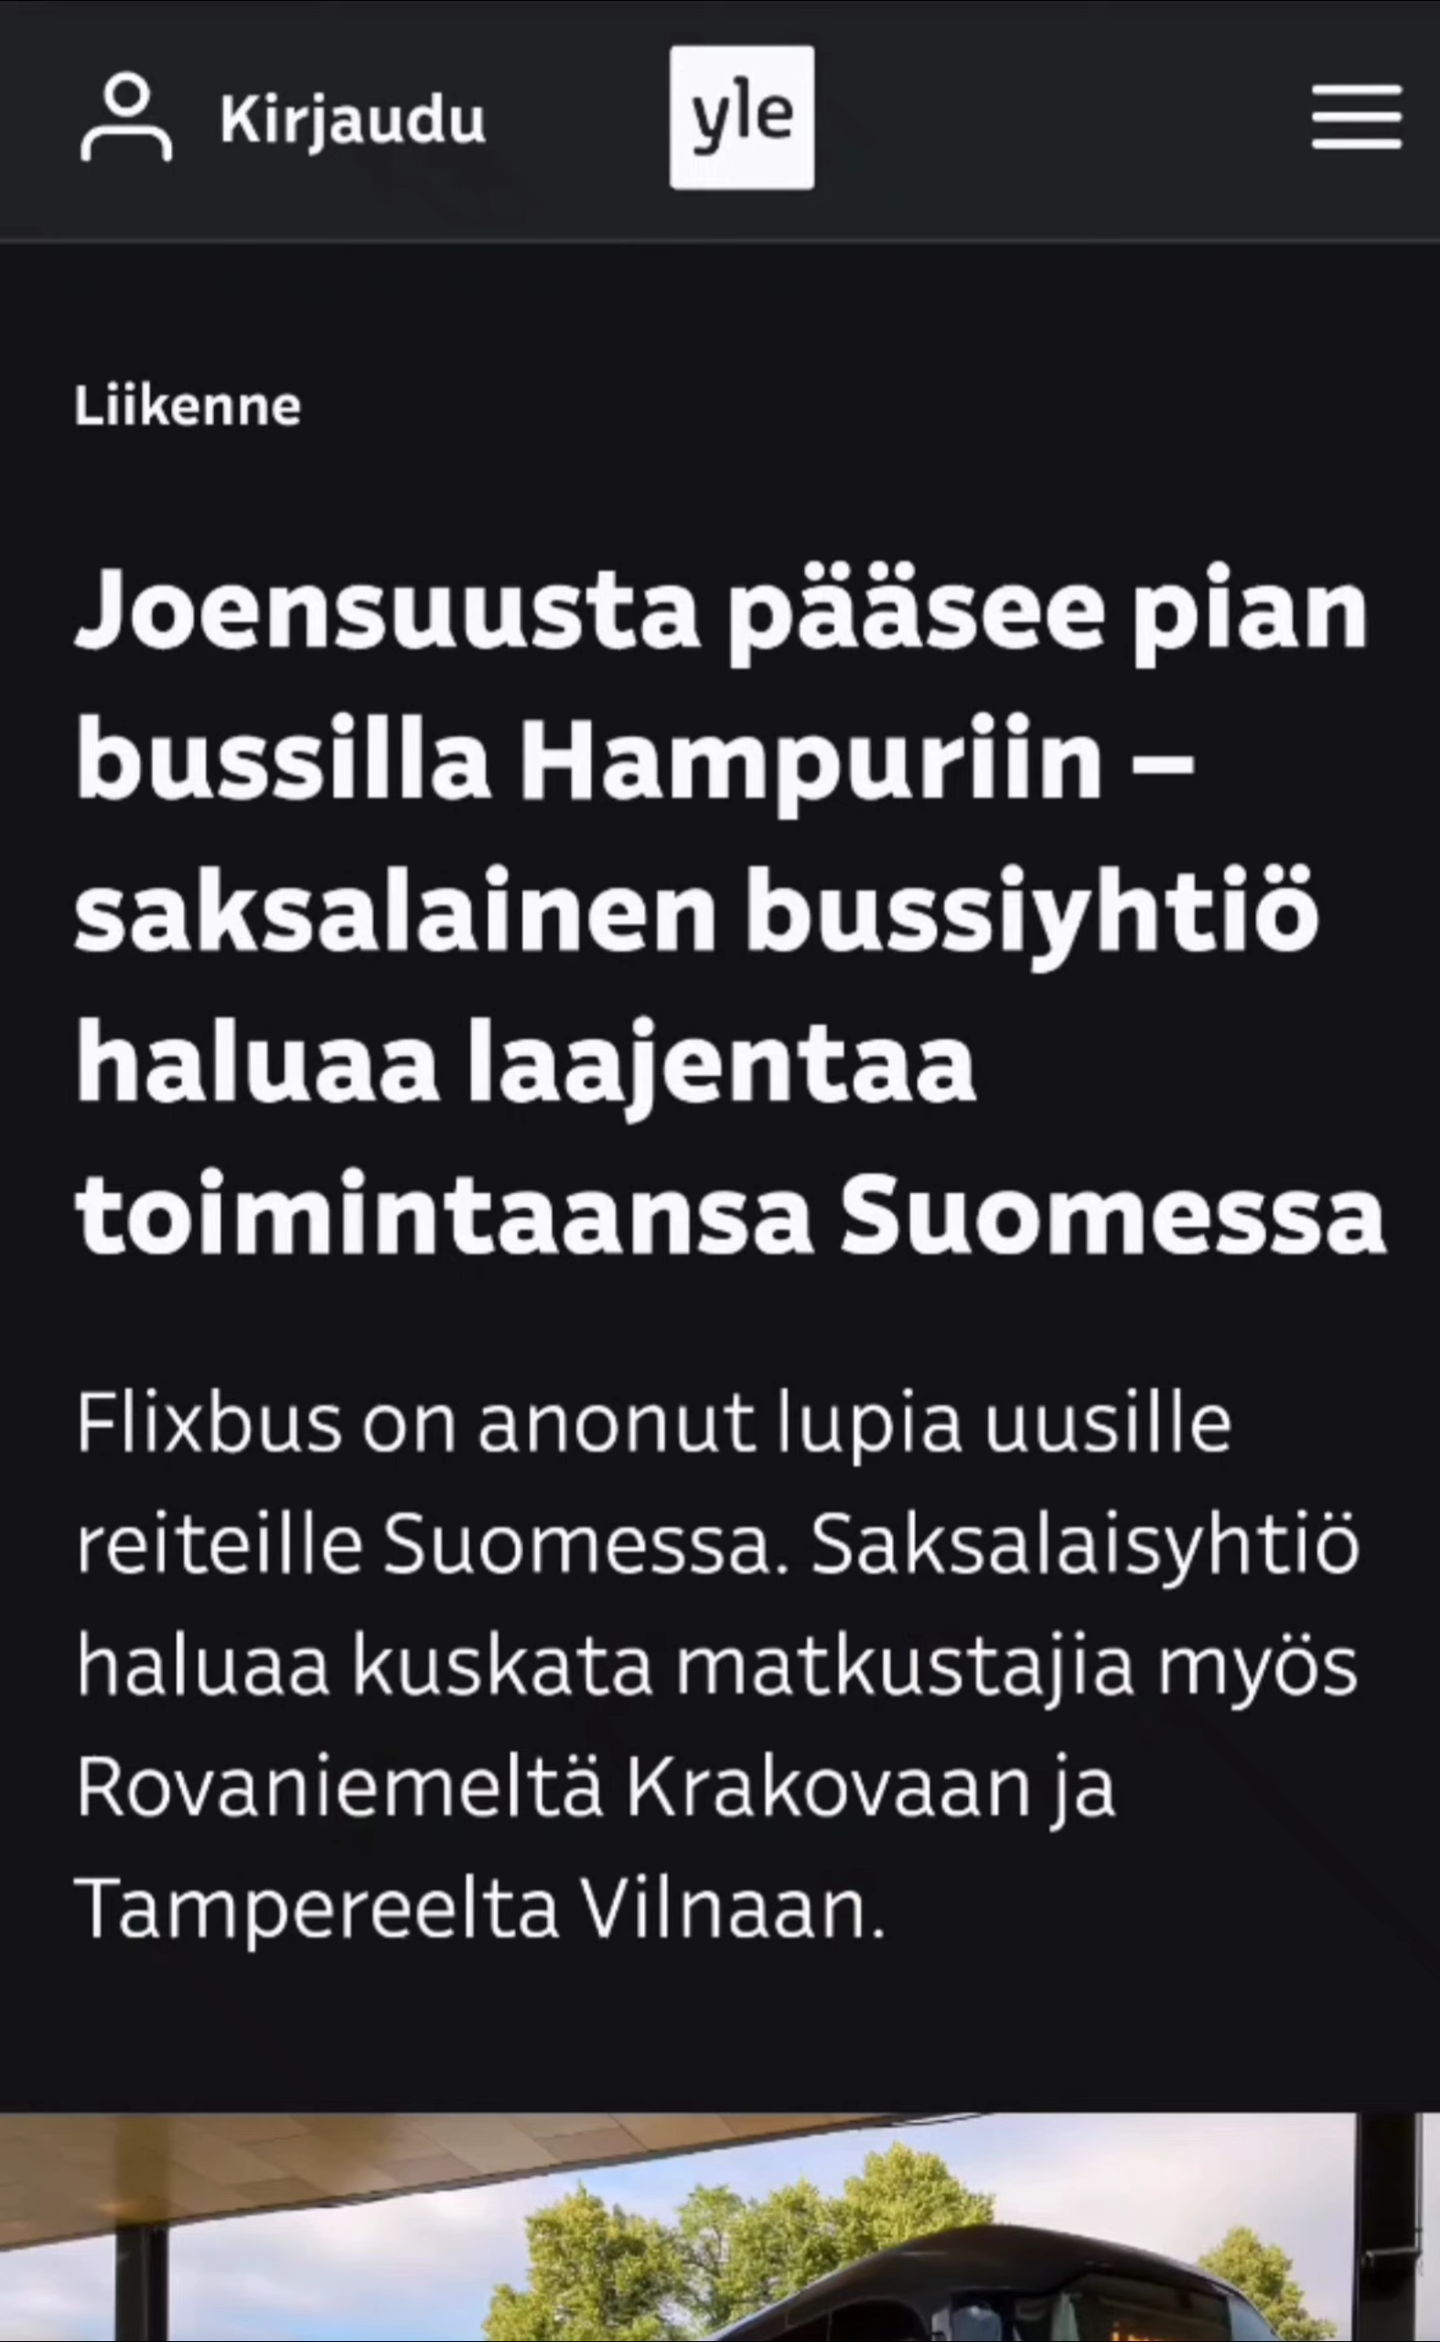 Kirjaudu
yle
Liikenne
Joensuusta pääsee pian
bussilla Hampuriin –
saksalainen bussiyhtiö
haluaa laajentaa
toimintaansa Suomessa
Flixbus on anonut lupia uusille
reiteille Suomessa. Saksalaisyhtiö
haluaa kuskata matkustajia myös
Rovaniemeltä Krakovaan ja
Tampereelta Vilnaan.